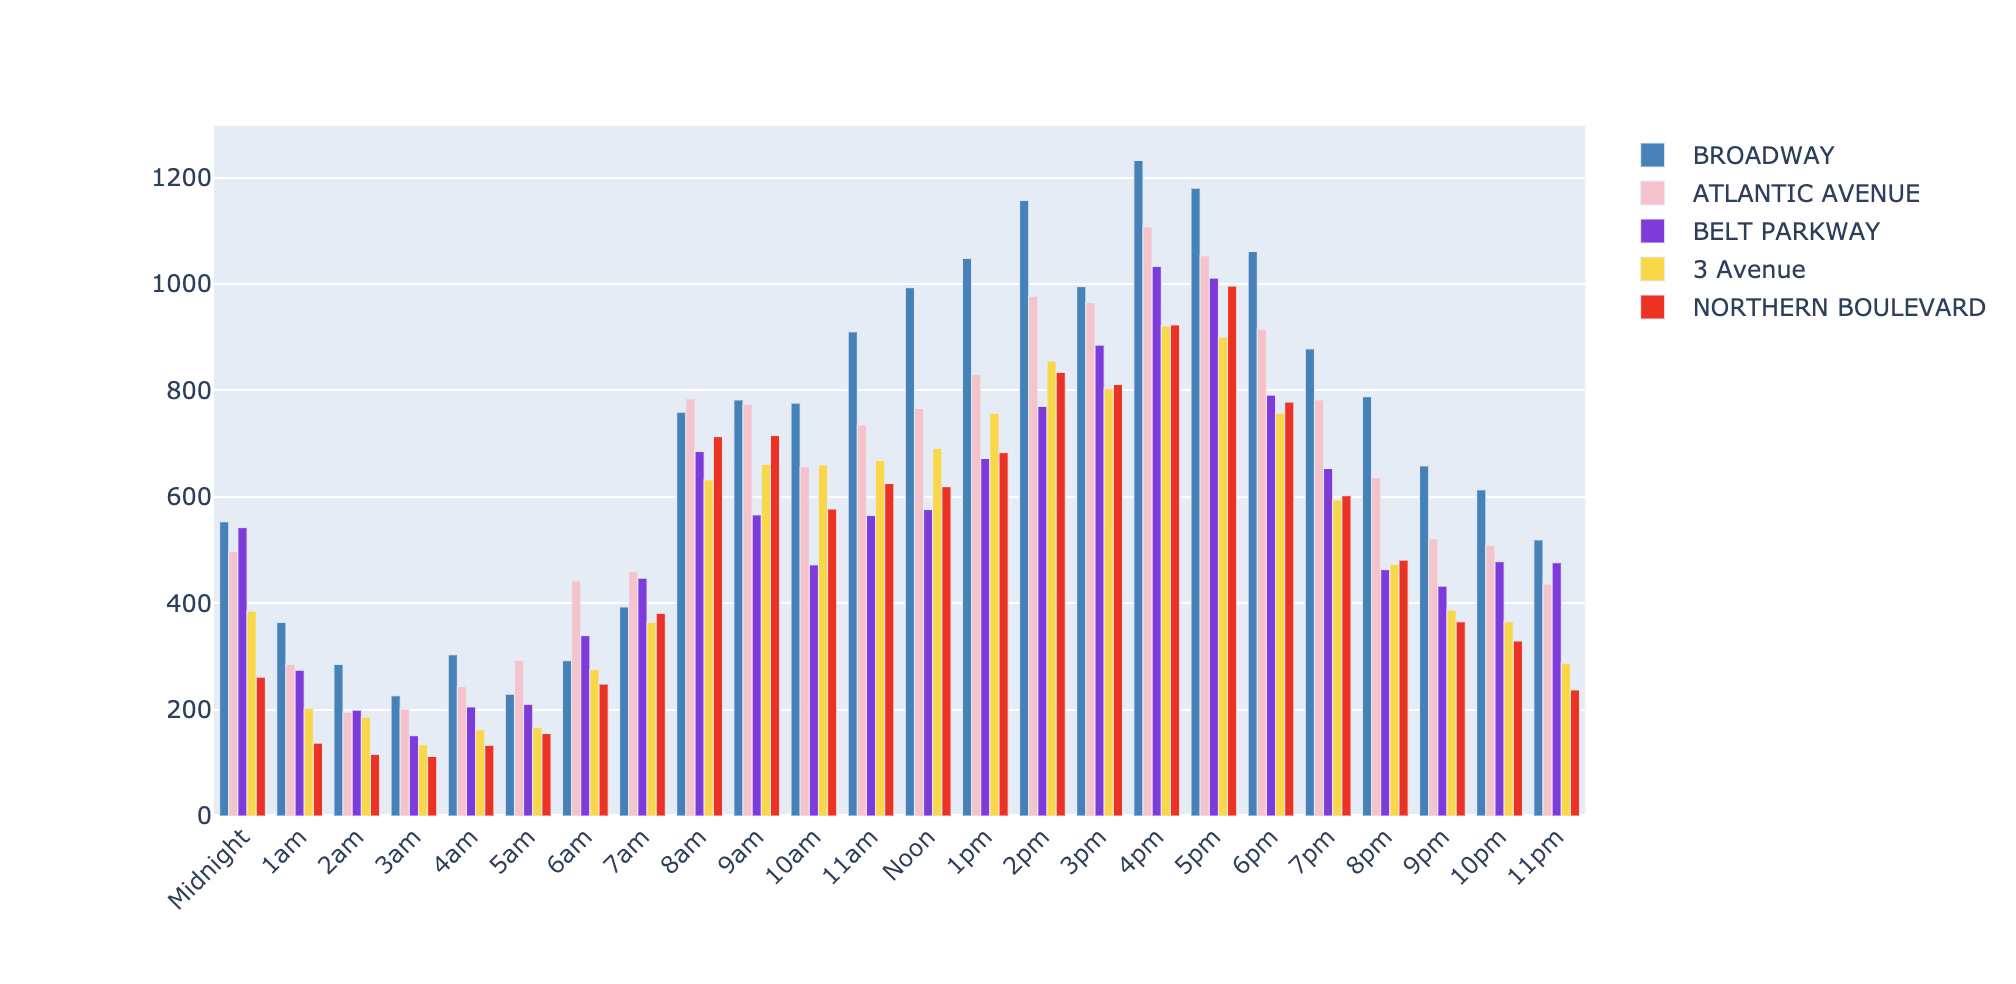 1200
1000
800
600
400
200
0
Midnight
1am
2am
3am
4am
5am
6am
7am
8am
9am
10am
11am
Noon
1pm
2pm
3pm
4pm
5pm
6pm
7pm
8pm
9pm
10pm
11pm
BROADWAY
ATLANTIC AVENUE
BELT PARKWAY
3 Avenue
NORTHERN BOULEVARD